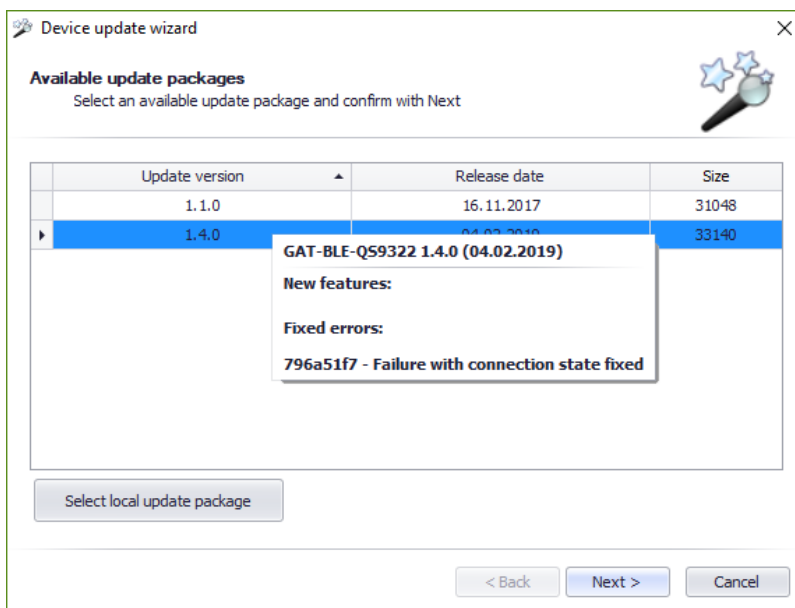 Device update wizard
Available update packages
Select an available update package and confirm with Next
Update version Release date Size
1.1.0 16.11.2017 31048
1.4.0 04.02.2019 33140
GAT-BLE-QS9322 1.4.0 (04.02.2019)
New features:
Fixed errors:
796a51f7 - Failure with connection state fixed
Select local update package
< Back Next > Cancel